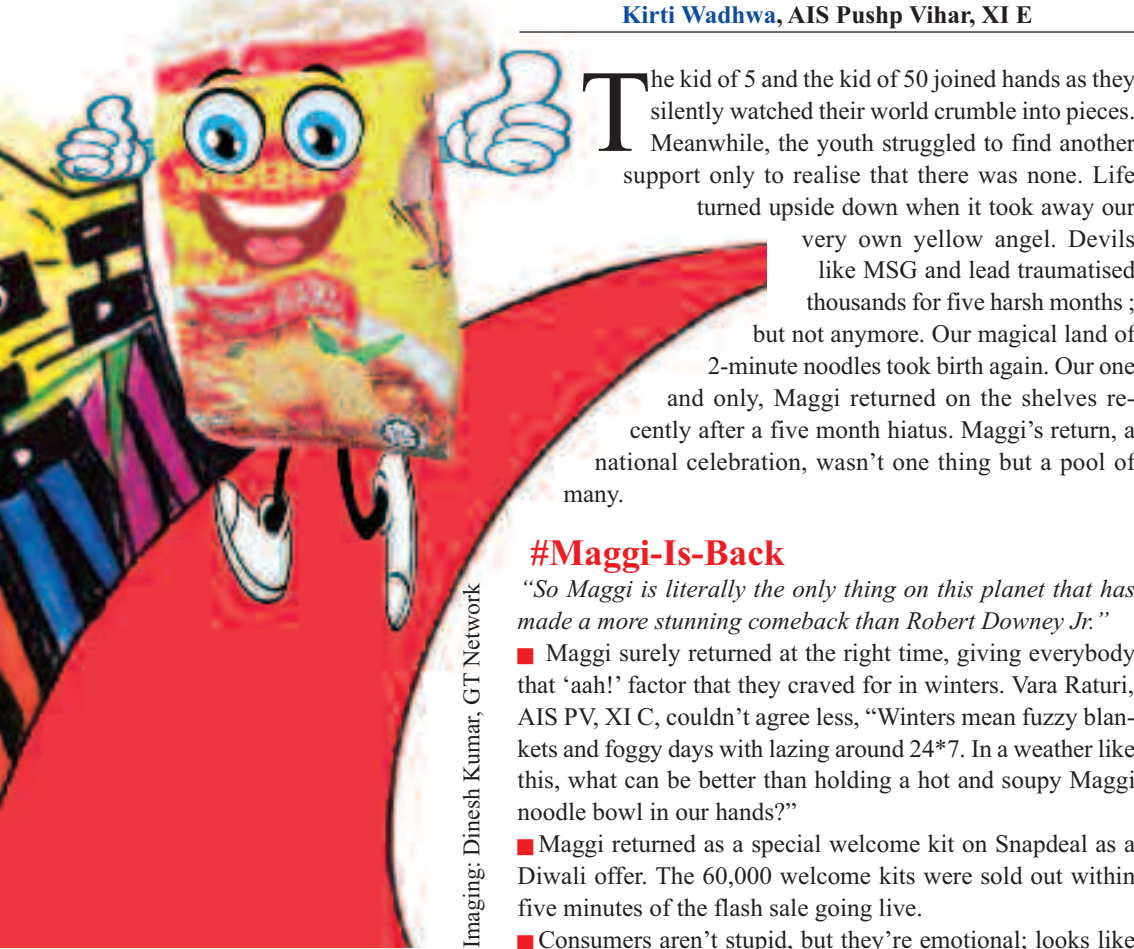 Kirti Wadhwa, AIS Pushp Vihar, XI E
The kid of 5 and the kid of 50 joined hands as they
silently watched their world crumble into pieces.
Meanwhile, the youth struggled to find another
support only to realise that there was none. Life
turned upside down when it took away our
very own yellow angel. Devils
like MSG and lead traumatised
thousands for five harsh months ;
but not anymore. Our magical land of
2-minute noodles took birth again. Our one
and only, Maggi returned on the shelves re-
cently after a five month hiatus. Maggi’s return, a
national celebration, wasn’t one thing but a pool of
many.
#Maggi-Is-Back
“So Maggi is literally the only thing on this planet that has
made a more stunning comeback than Robert Downey Jr.”
■ Maggi surely returned at the right time, giving everybody
that ‘aah!’ factor that they craved for in winters. Vara Raturi,
AIS PV, XI C, couldn’t agree less, “Winters mean fuzzy blan-
kets and foggy days with lazing around 24*7. In a weather like
this, what can be better than holding a hot and soupy Maggi
noodle bowl in our hands?”
■ Maggi returned as a special welcome kit on Snapdeal as a
Diwali offer. The 60,000 welcome kits were sold out within
five minutes of the flash sale going live.
■ Consumers aren’t stupid, but they’re emotional; looks like
Imaging: Dinesh Kumar, GT Network